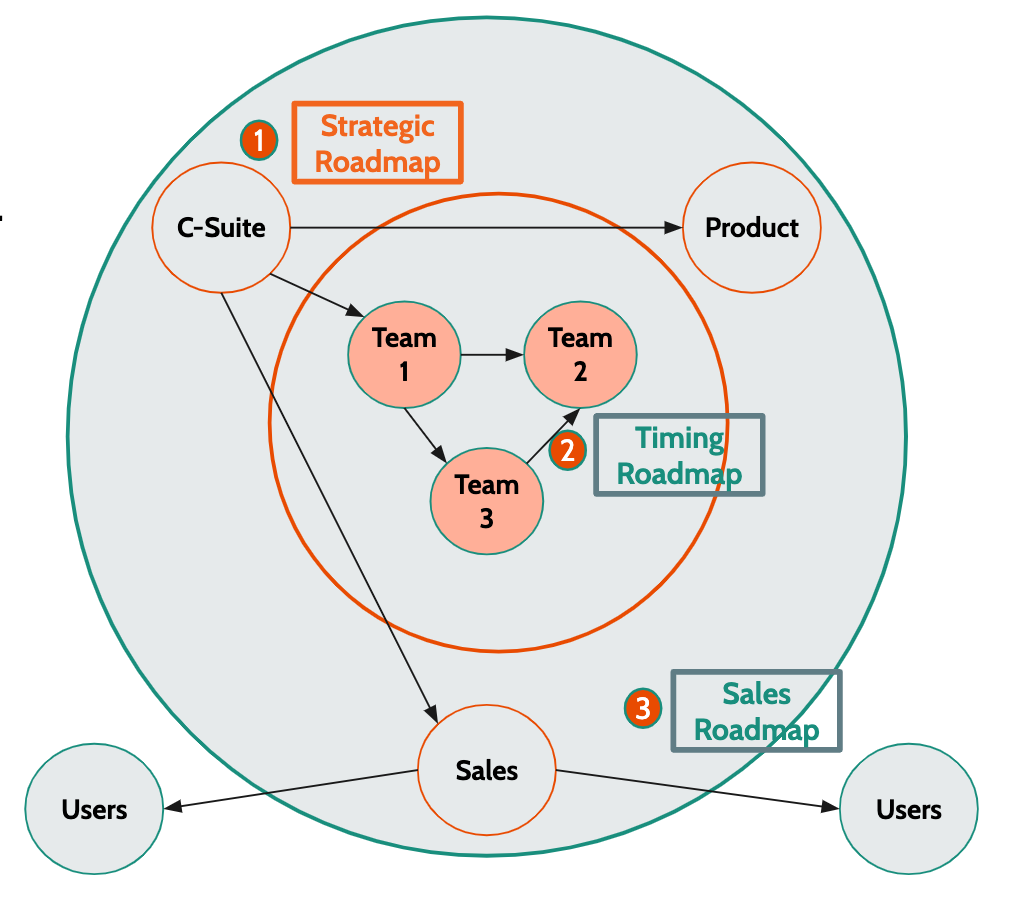 1
Strategic
Roadmap
C-Suite
Product
Team
1
Team
2
2
Timing
Roadmap
Team
3
3
Sales
Roadmap
Sales
Users
Users